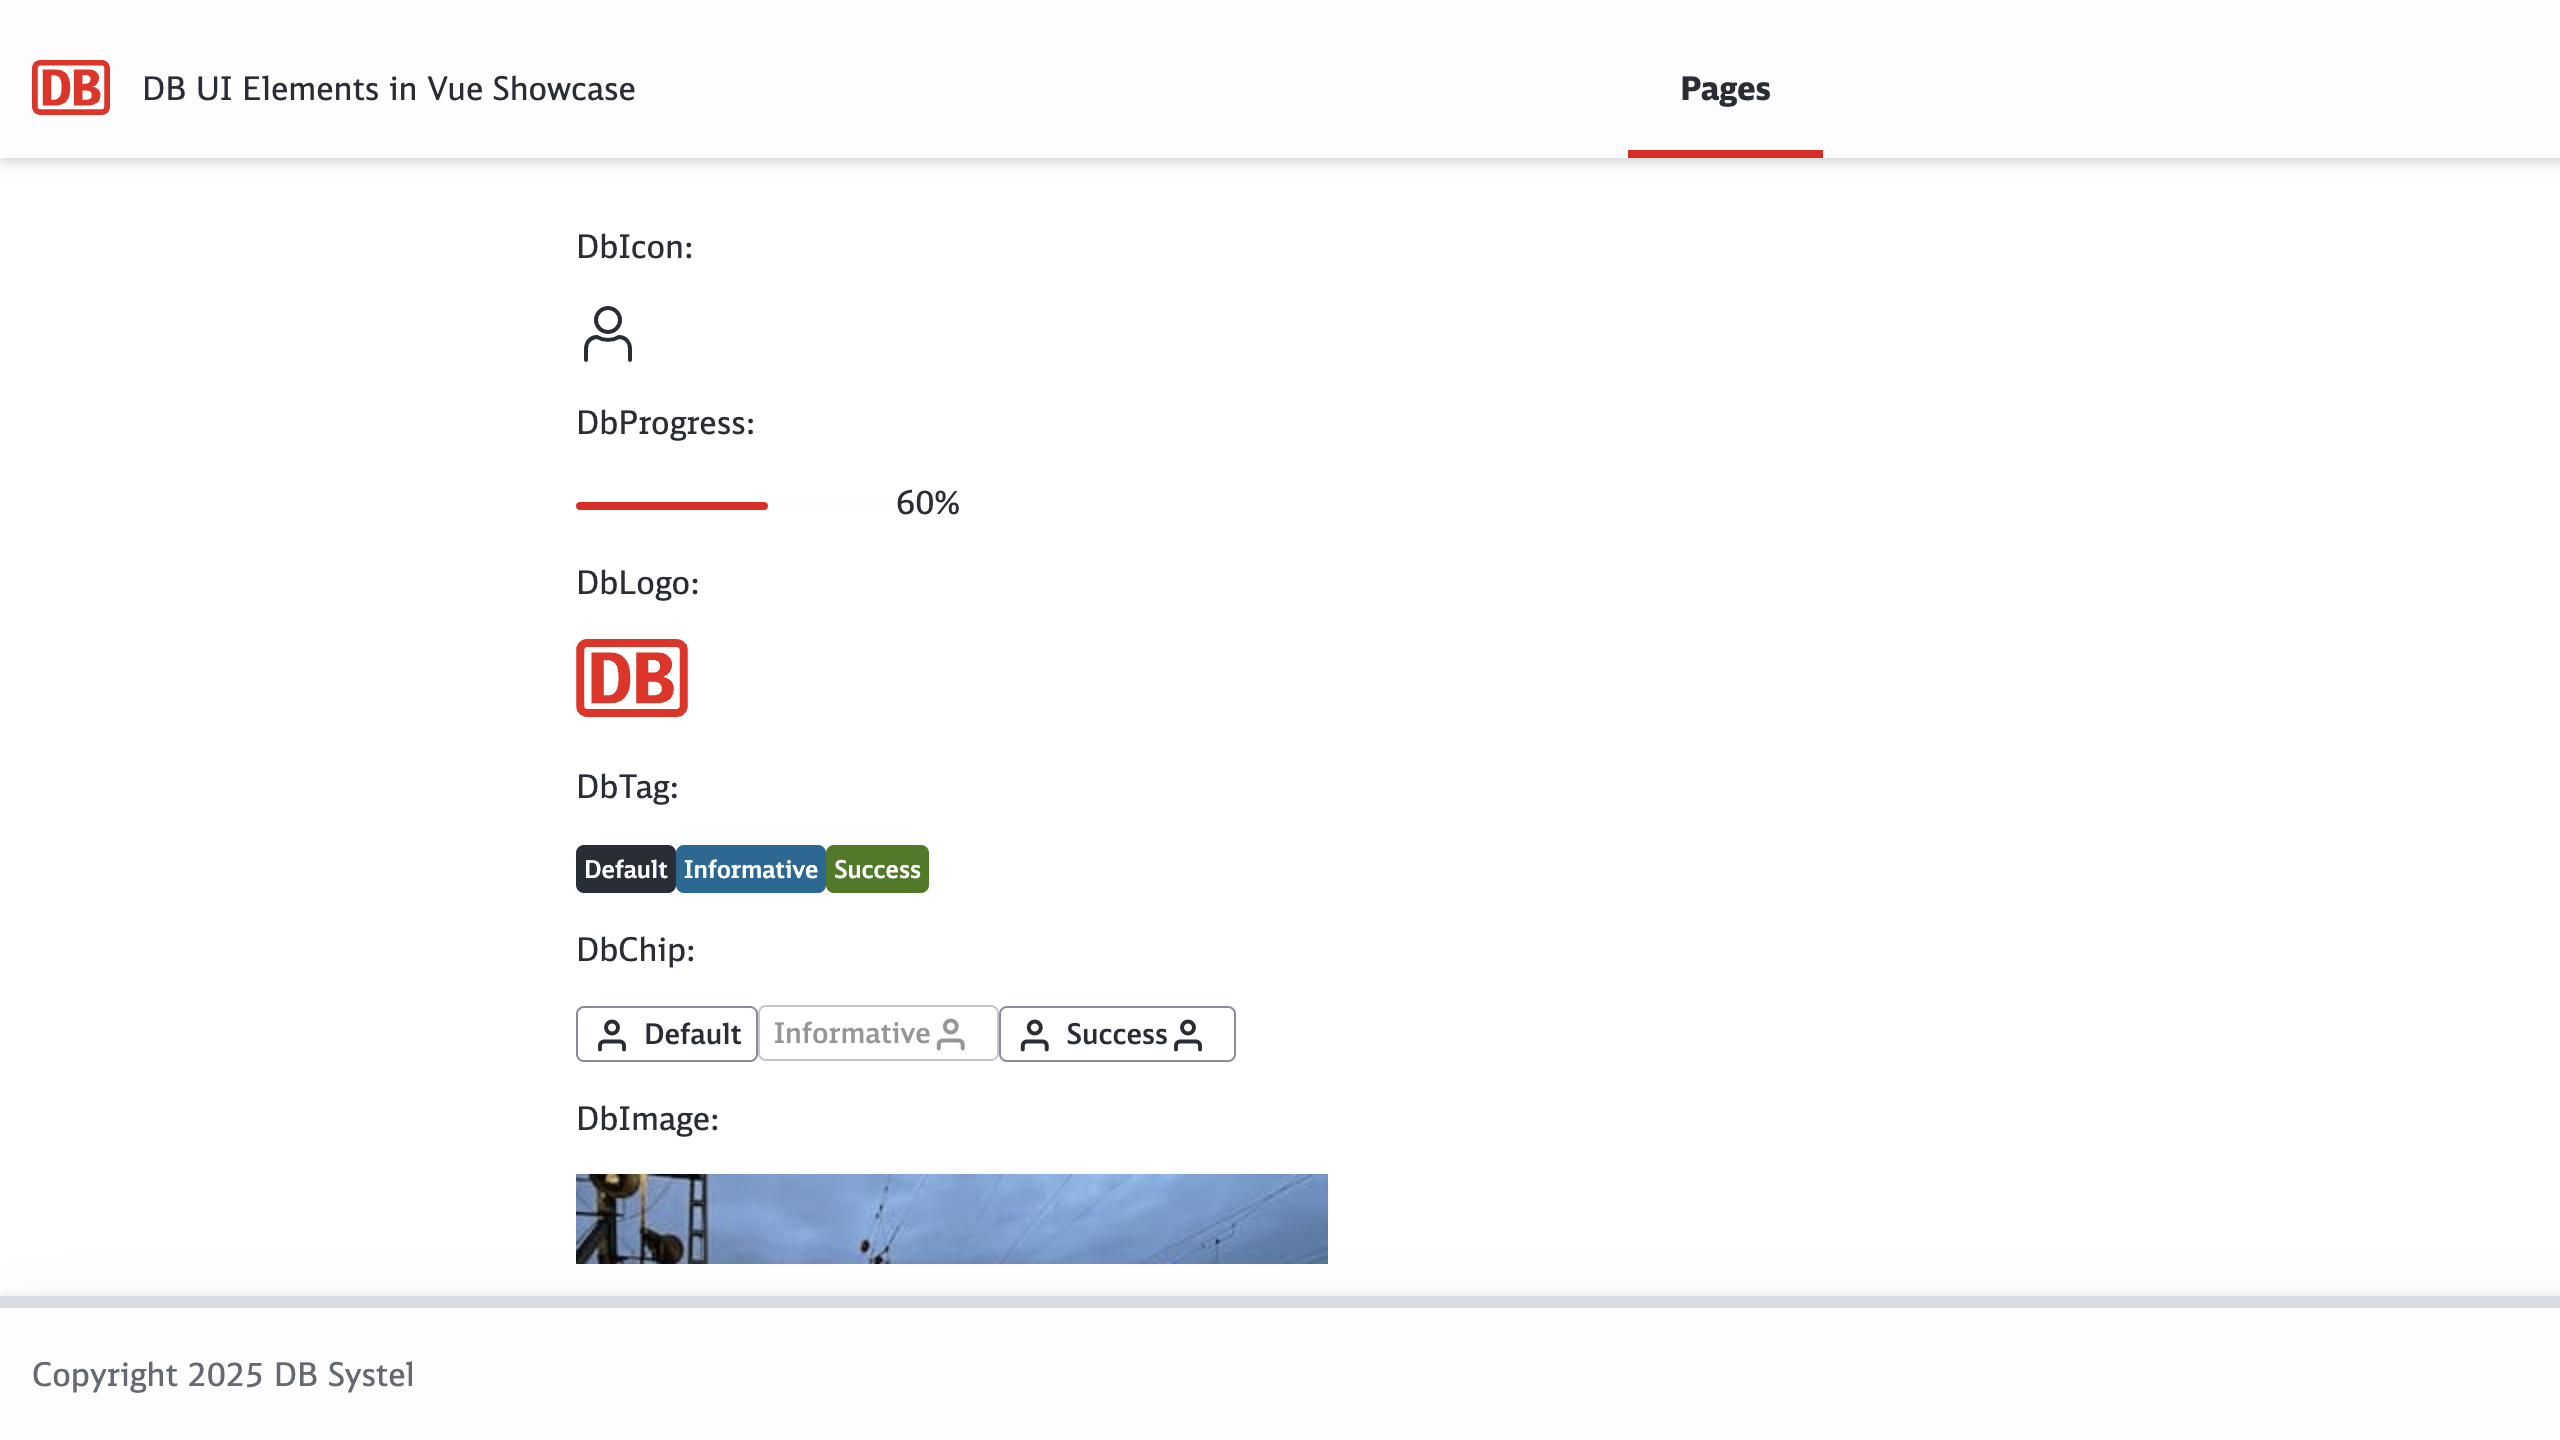 DB DB UI Elements in Vue Showcase Pages
DbIcon:
DbProgress:
60%
DbLogo:
DB
DbTag:
Default Informative Success
DbChip:
Default Informative Success
DbImage:
Copyright 2025 DB Systel